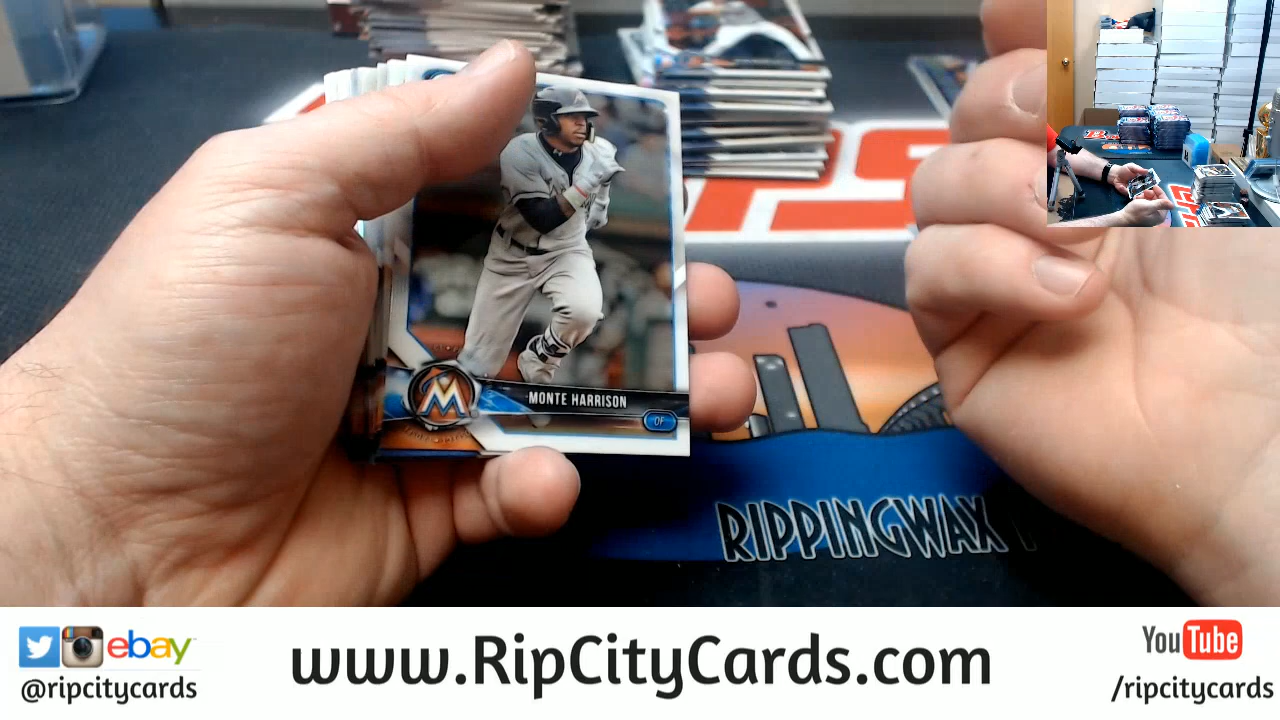 MONTE HARRISON
OF
RIPPINGWAX
ebay
@ripcitycards
www.RipCityCards.com
YouTube
/ripcitycards